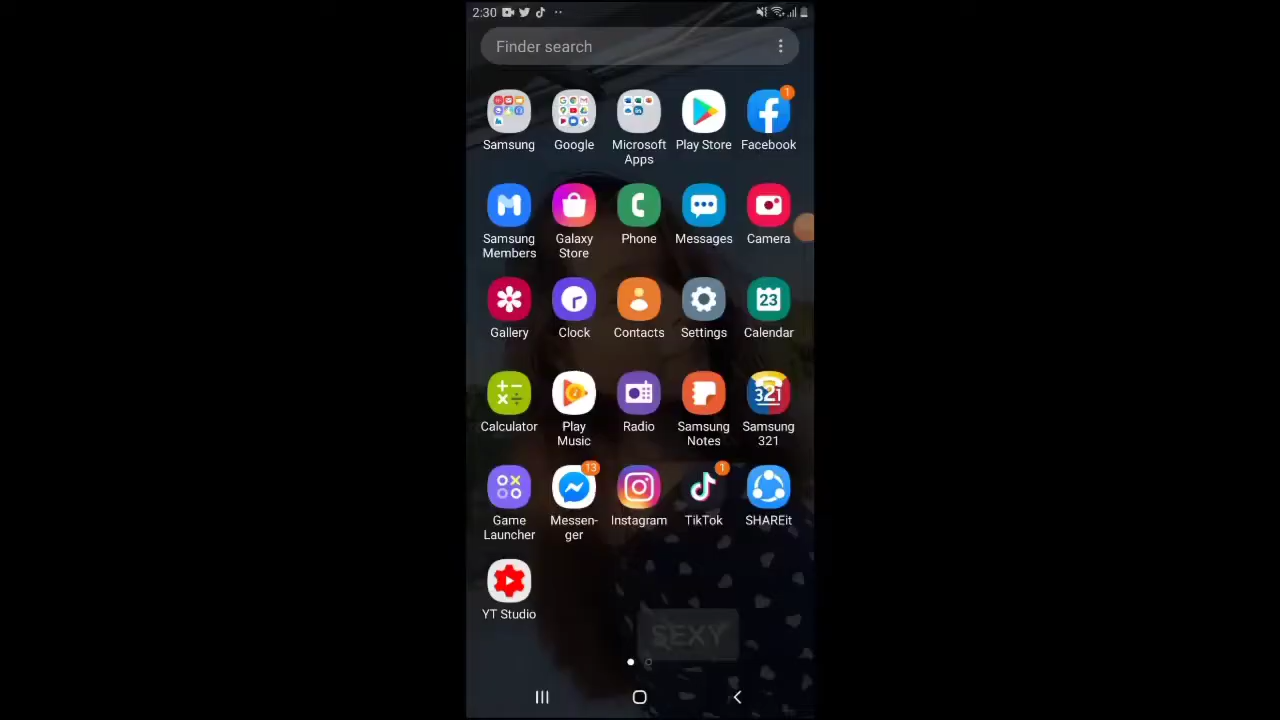 2:30
Finder search
1
Samsung Google Microsoft Apps Play Store Facebook
Samsung Members Galaxy Store Phone Messages Camera
23
Gallery Clock Contacts Settings Calendar
321
Calculator Play Music Radio Samsung Notes Samsung 321
13 1
Game Launcher Messen-ger Instagram TikTok SHAREit
YT Studio
SEXY